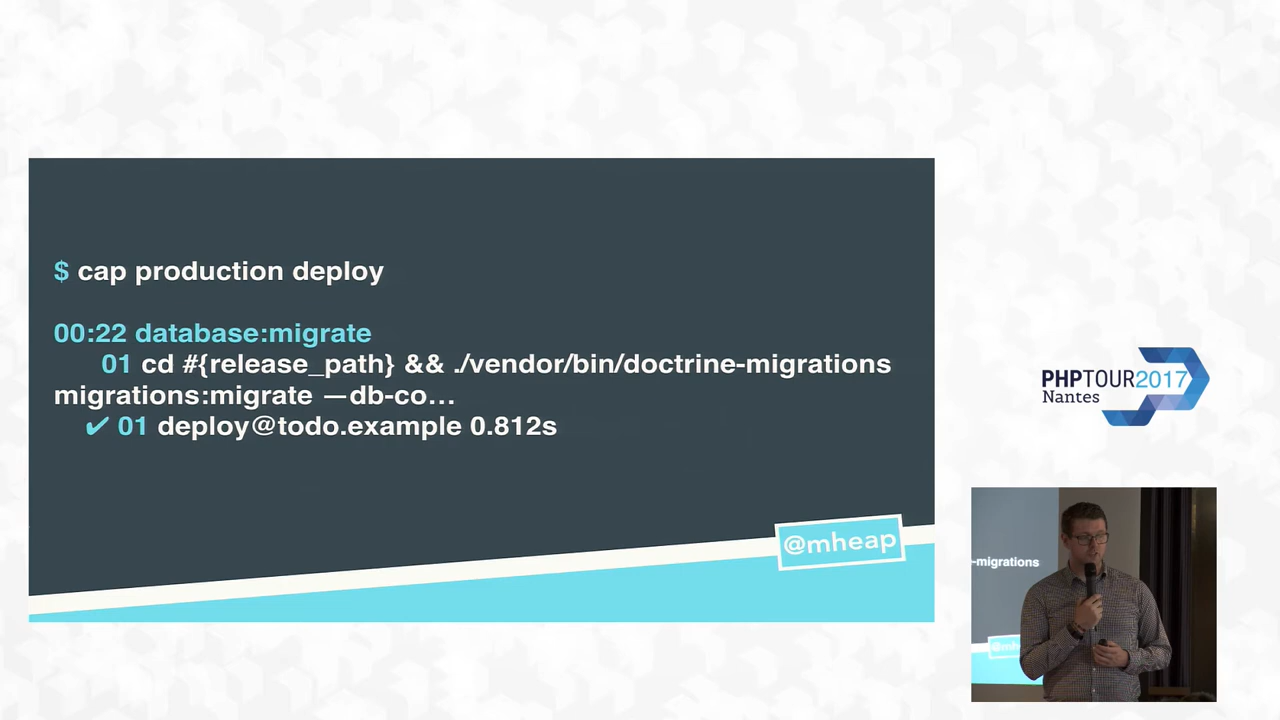 $ cap production deploy
00:22 database:migrate
01 cd #{release_path} && ./vendor/bin/doctrine-migrations
migrations:migrate —db-co…
✔ 01 deploy@todo.example 0.812s
@mheap
PHPTOUR2017
Nantes
-migrations